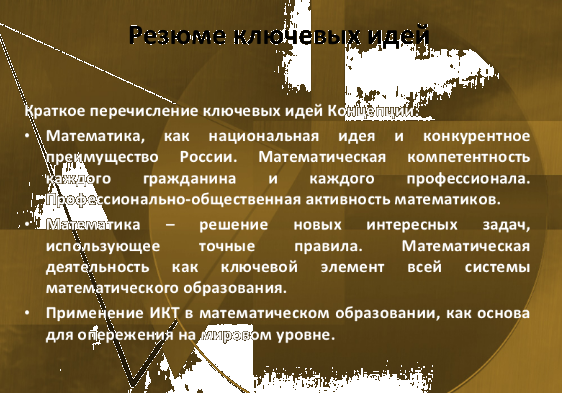 Резюме ключевых идей
Краткое перечисление ключевых идей Концепции:
• Математика, как национальная идея и конкурентное
преимущество России. Математическая компетентность
каждого гражданина и каждого профессионала.
Профессионально-общественная активность математиков.
• Математика – решение новых интересных задач,
использующее точные правила. Математическая
деятельность как ключевой элемент всей системы
математического образования.
• Применение ИКТ в математическом образовании, как основа
для опережения на мировом уровне.